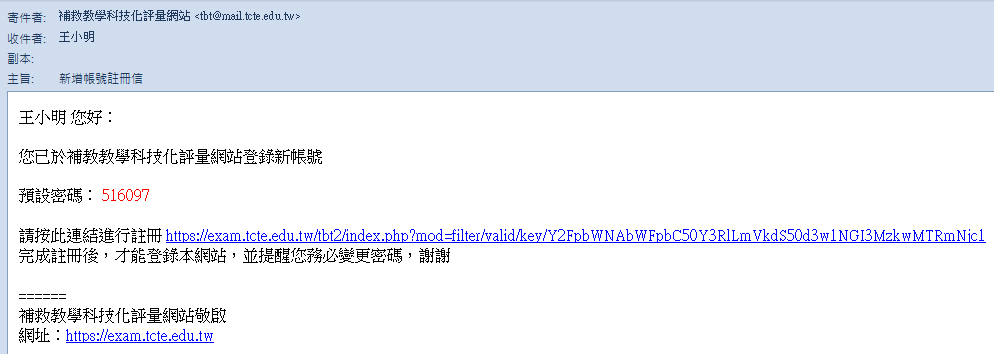 寄件者: 補救教學科技化評量網站 <tbt@mail.tcte.edu.tw>
收件者: 王小明
副本:
主旨: 新增帳號註冊信
王小明 您好：
您已於補救教學科技化評量網站登錄新帳號
預設密碼： 516097
請按此連結進行註冊 https://exam.tcte.edu.tw/tbt2/index.php?mod=filter/valid/key/Y2FpbWNAbWFpbC50Y3RlLmVkdS50d3w1NGI3MzkwMTRmNjc1
完成註冊後，才能登錄本網站，並提醒您務必變更密碼，謝謝
======
補救教學科技化評量網站敬啟
網址：https://exam.tcte.edu.tw